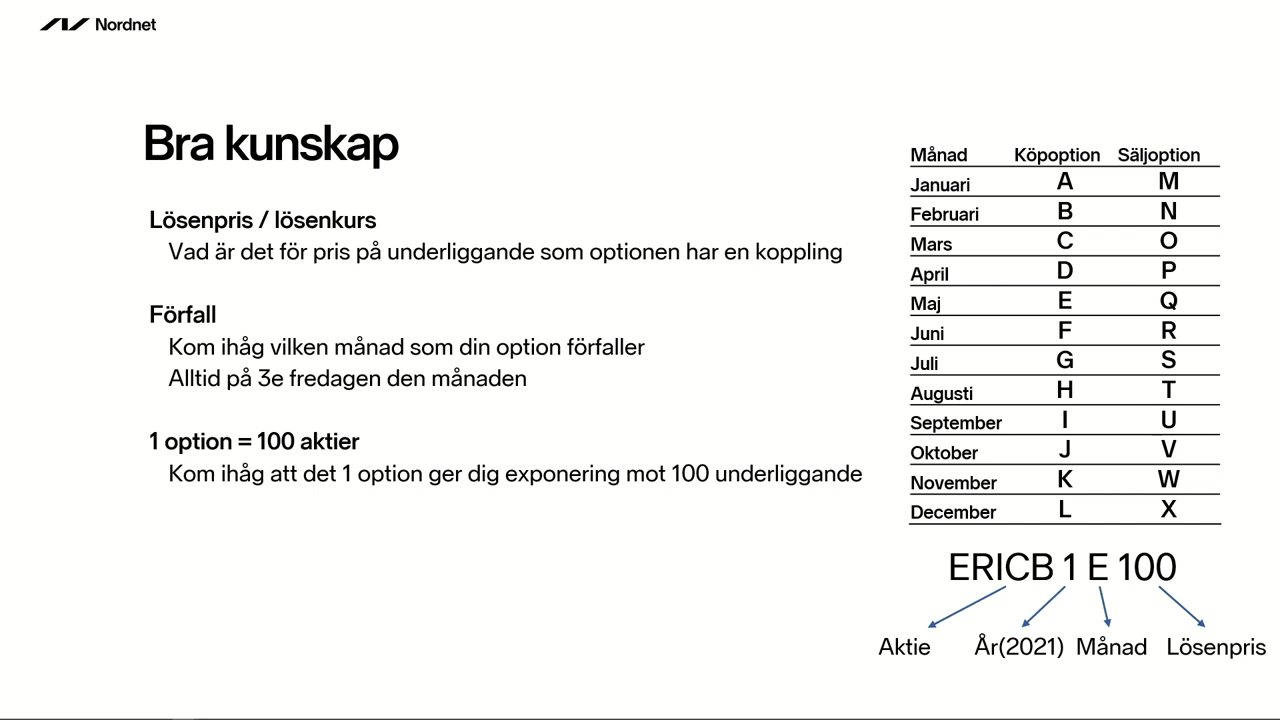 Nordnet
Bra kunskap
Lösenpris / lösenkurs
Vad är det för pris på underliggande som optionen har en koppling
Förfall
Kom ihåg vilken månad som din option förfaller
Alltid på 3e fredagen den månaden
1 option = 100 aktier
Kom ihåg att det 1 option ger dig exponering mot 100 underliggande
Månad Köpoption Säljoption
Januari A M
Februari B N
Mars C O
April D P
Maj E Q
Juni F R
Juli G S
Augusti H T
September I U
Oktober J V
November K W
December L X
ERICB 1 E 100
Aktie År(2021) Månad Lösenpris